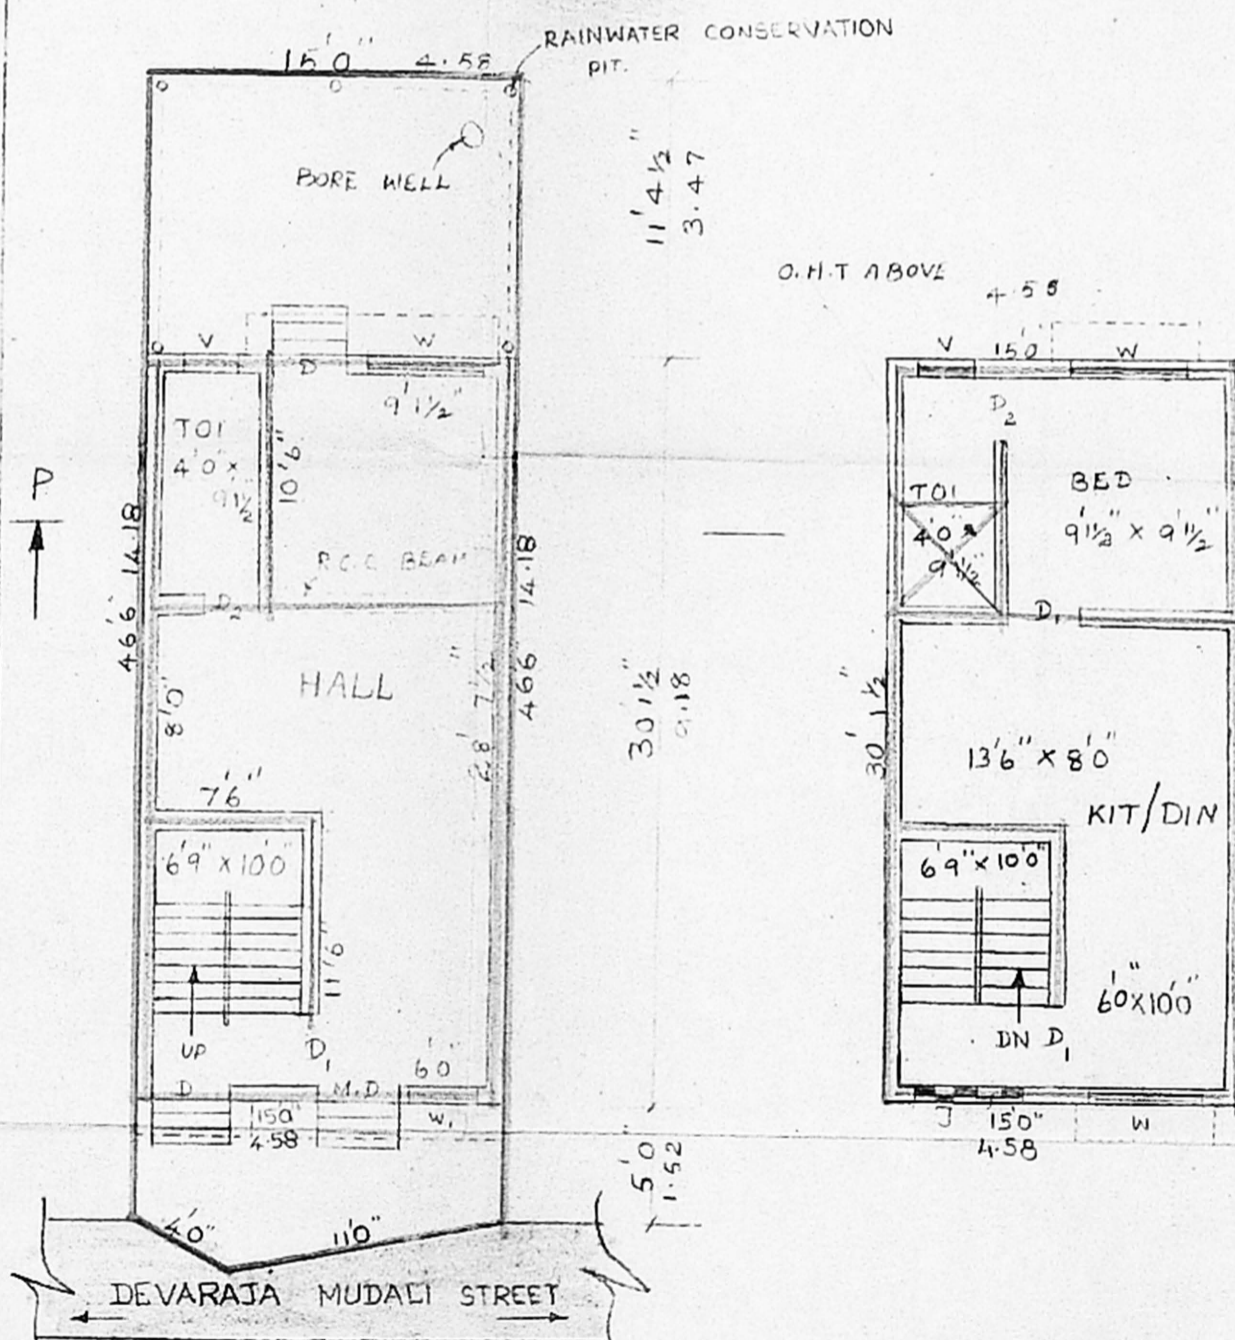 RAINWATER CONSERVATION
PIT.
15'0" 4.58
BORE WELL
11' 4½"
3.47
O.H.T ABOVE
4.58
V D W
9'1½"
TOI
4'0" x
9'1½"
10'6"
R.C.C BEAM
P
46'6" 14.18
46'6 14.18
D2
HALL
8'0"
28' 7½"
30' 1½"
9.18
7'6"
6'9" x 10'0"
11'6"
UP
D1
D M.D 6'0"
15'0" W1
4.58
5'0
1.52
4'0" 11'0"
DEVARAJA MUDALI STREET
V 15'0 W
D2
TOI
4'0" x
9'1½"
BED
9'1½" x 9'1½"
D1
30' 1½"
13'6" x 8'0"
KIT/DIN
6'9" x 10'0"
6'0" x 10'0"
DN D1
J 15'0" W
4.58